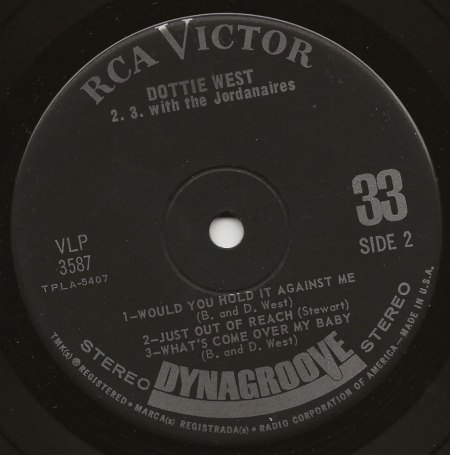 RCA VICTOR
DOTTIE WEST
2. 3. with the Jordanaires
33
VLP
3587
TPLA-5407
SIDE 2
1-WOULD YOU HOLD IT AGAINST ME
(B. and D. West)
2-JUST OUT OF REACH (Stewart)
3-WHAT'S COME OVER MY BABY
(B. and D. West)
STEREO DYNAGROOVE STEREO
TMK(s) ® REGISTERED • MARCA(s) REGISTRADA(s) • RADIO CORPORATION OF AMERICA—MADE IN U.S.A.